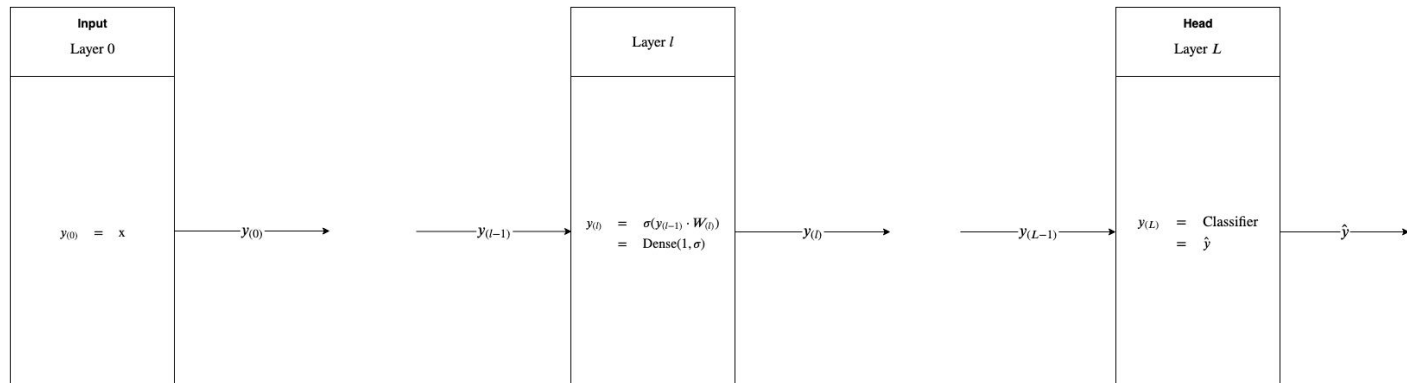 Input
Layer 0
y(0) = x
y(0)
y(l−1)
Layer l
y(l) = σ(y(l−1) · W(l))
= Dense(1, σ)
y(l)
y(L−1)
Head
Layer L
y(L) = Classifier
= ŷ
ŷ